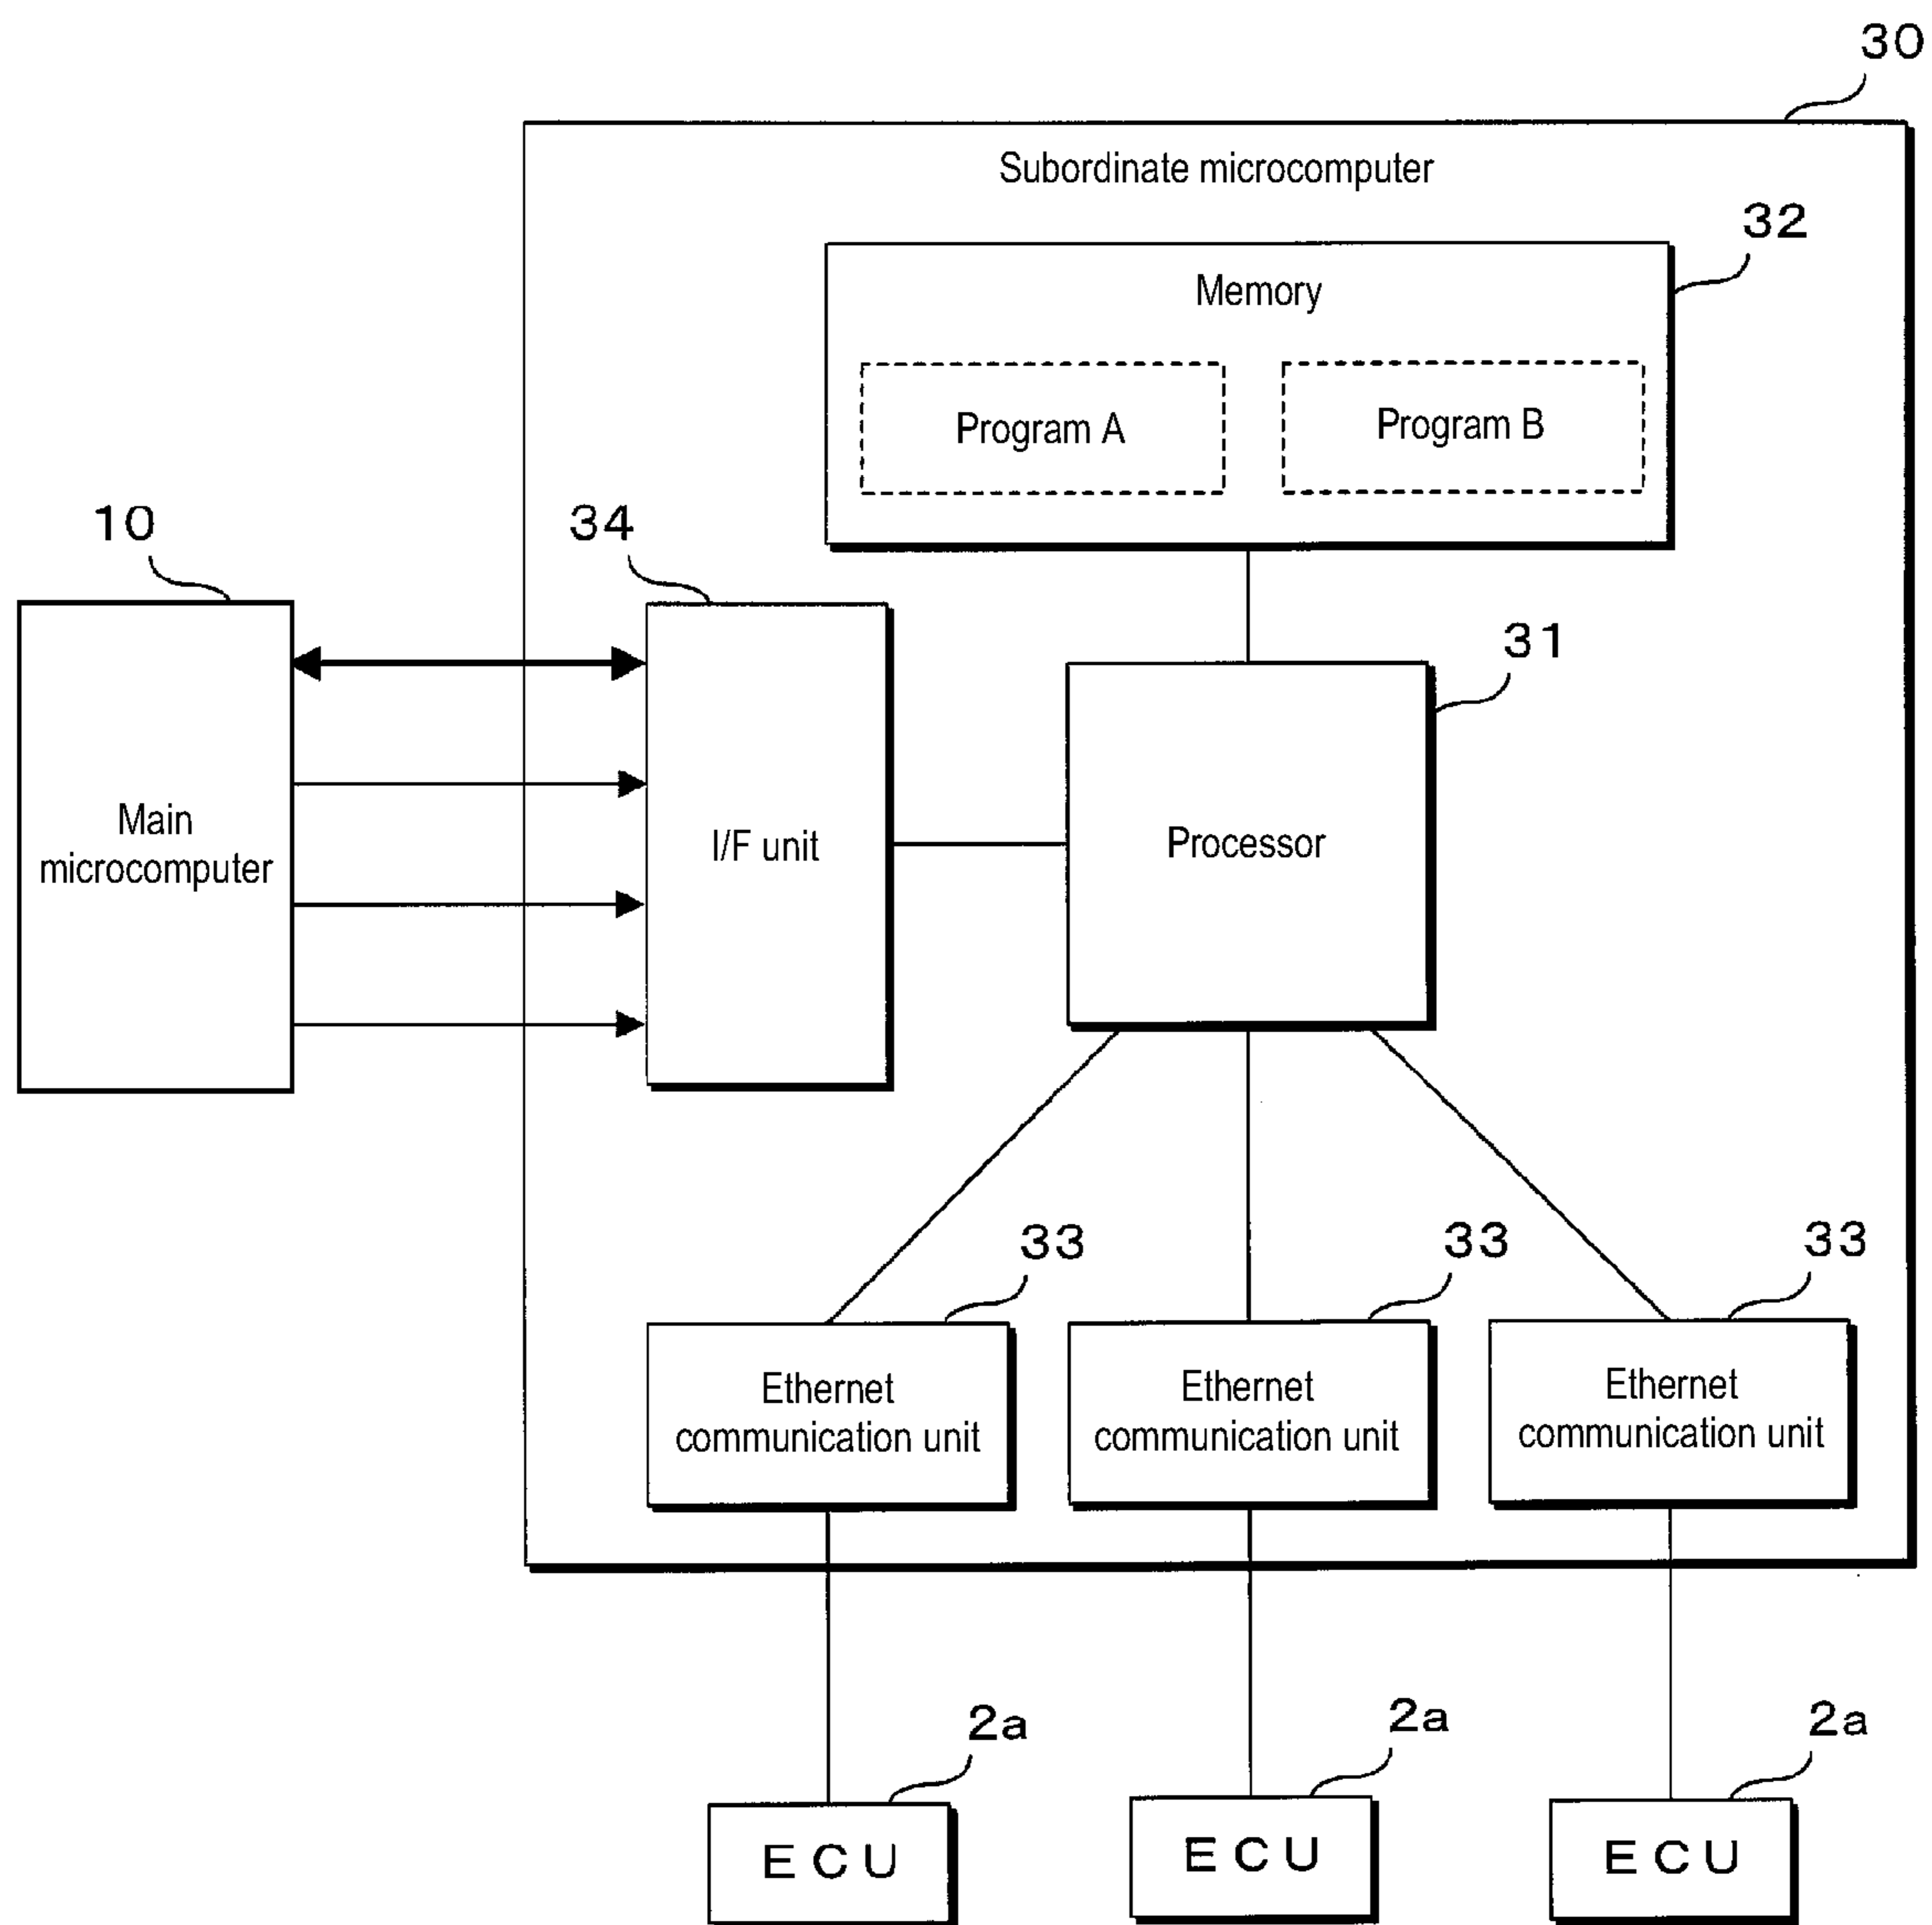 30
Subordinate microcomputer
32
Memory
Program A
Program B
10
34
31
Main
microcomputer
I/F unit
Processor
33
33
33
Ethernet
communication unit
Ethernet
communication unit
Ethernet
communication unit
2a
2a
2a
ECU
ECU
ECU